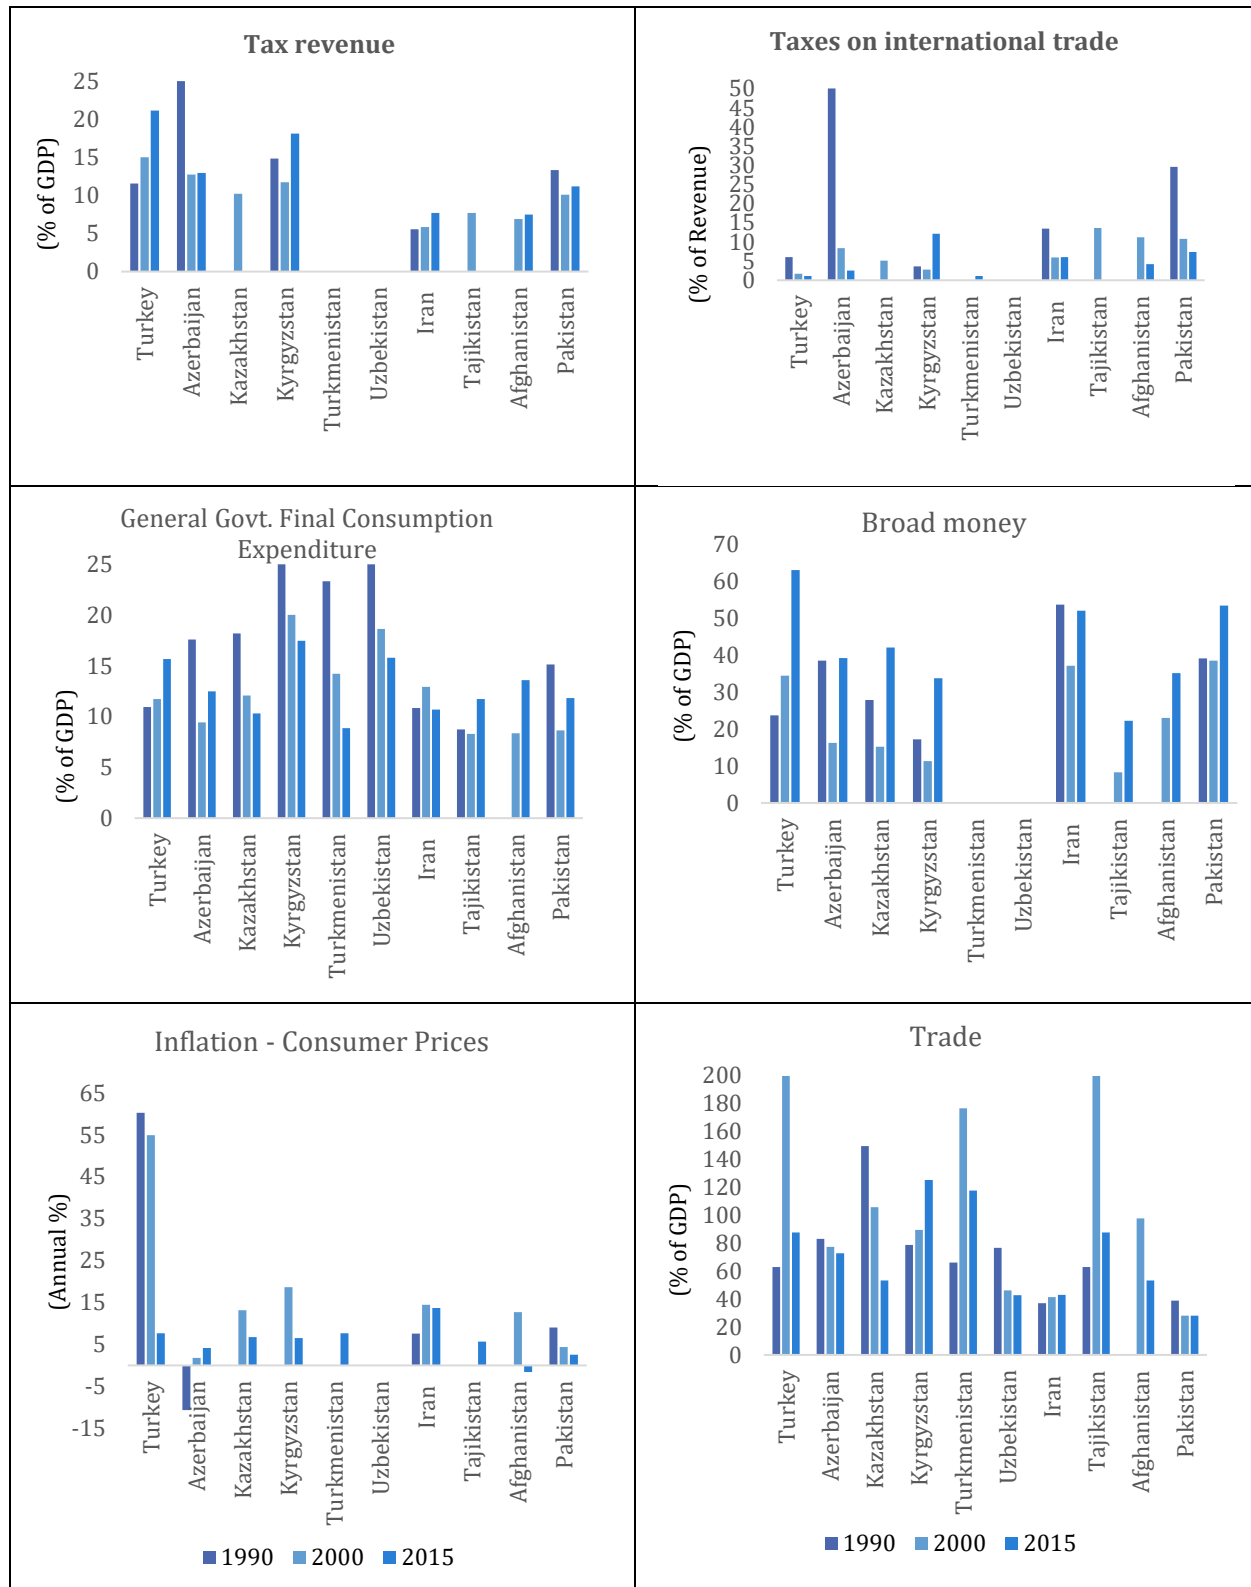 Tax revenue
25
20
15
10
5
0
(% of GDP)
Turkey
Azerbaijan
Kazakhstan
Kyrgyzstan
Turkmenistan
Uzbekistan
Iran
Tajikistan
Afghanistan
Pakistan
Taxes on international trade
50
45
40
35
30
25
20
15
10
5
0
(% of Revenue)
Turkey
Azerbaijan
Kazakhstan
Kyrgyzstan
Turkmenistan
Uzbekistan
Iran
Tajikistan
Afghanistan
Pakistan
General Govt. Final Consumption
Expenditure
25
20
15
10
5
0
(% of GDP)
Turkey
Azerbaijan
Kazakhstan
Kyrgyzstan
Turkmenistan
Uzbekistan
Iran
Tajikistan
Afghanistan
Pakistan
Broad money
70
60
50
40
30
20
10
0
(% of GDP)
Turkey
Azerbaijan
Kazakhstan
Kyrgyzstan
Turkmenistan
Uzbekistan
Iran
Tajikistan
Afghanistan
Pakistan
Inflation - Consumer Prices
65
55
45
35
25
15
5
-5
-15
(Annual %)
Turkey
Azerbaijan
Kazakhstan
Kyrgyzstan
Turkmenistan
Uzbekistan
Iran
Tajikistan
Afghanistan
Pakistan
1990 2000 2015
Trade
200
180
160
140
120
100
80
60
40
20
0
(% of GDP)
Turkey
Azerbaijan
Kazakhstan
Kyrgyzstan
Turkmenistan
Uzbekistan
Iran
Tajikistan
Afghanistan
Pakistan
1990 2000 2015